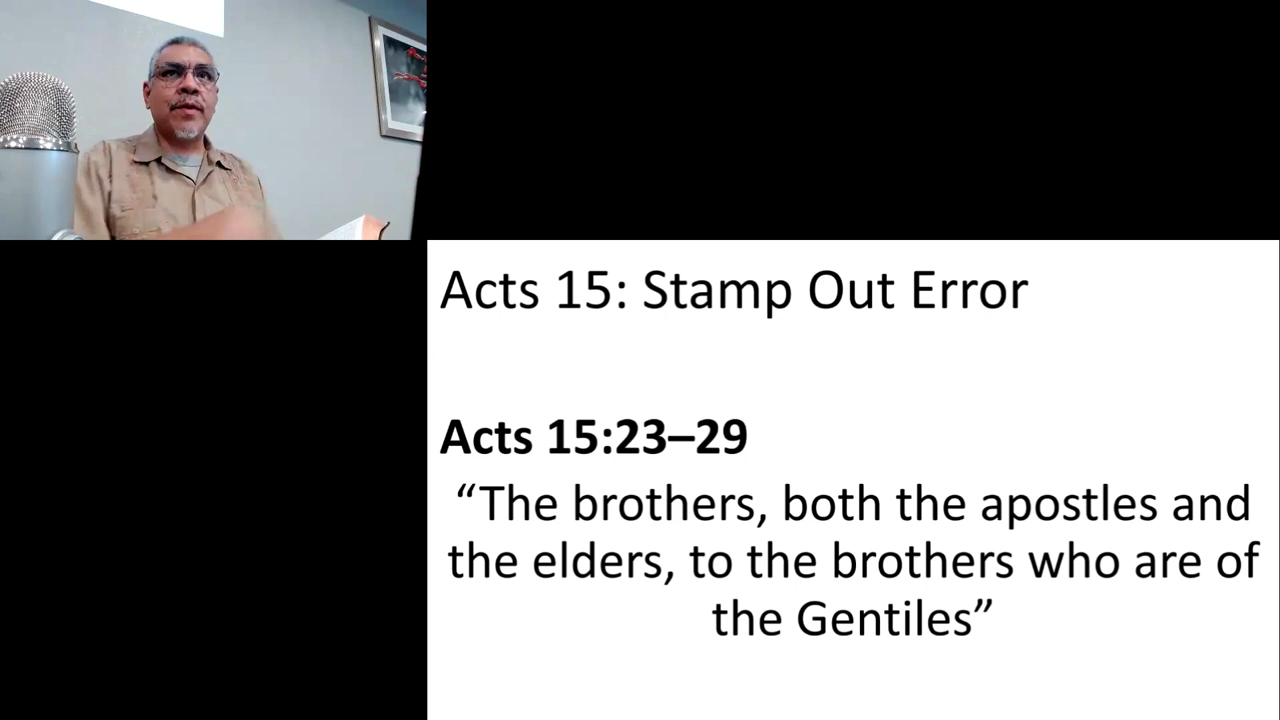 Acts 15: Stamp Out Error
Acts 15:23–29
“The brothers, both the apostles and
the elders, to the brothers who are of
the Gentiles”